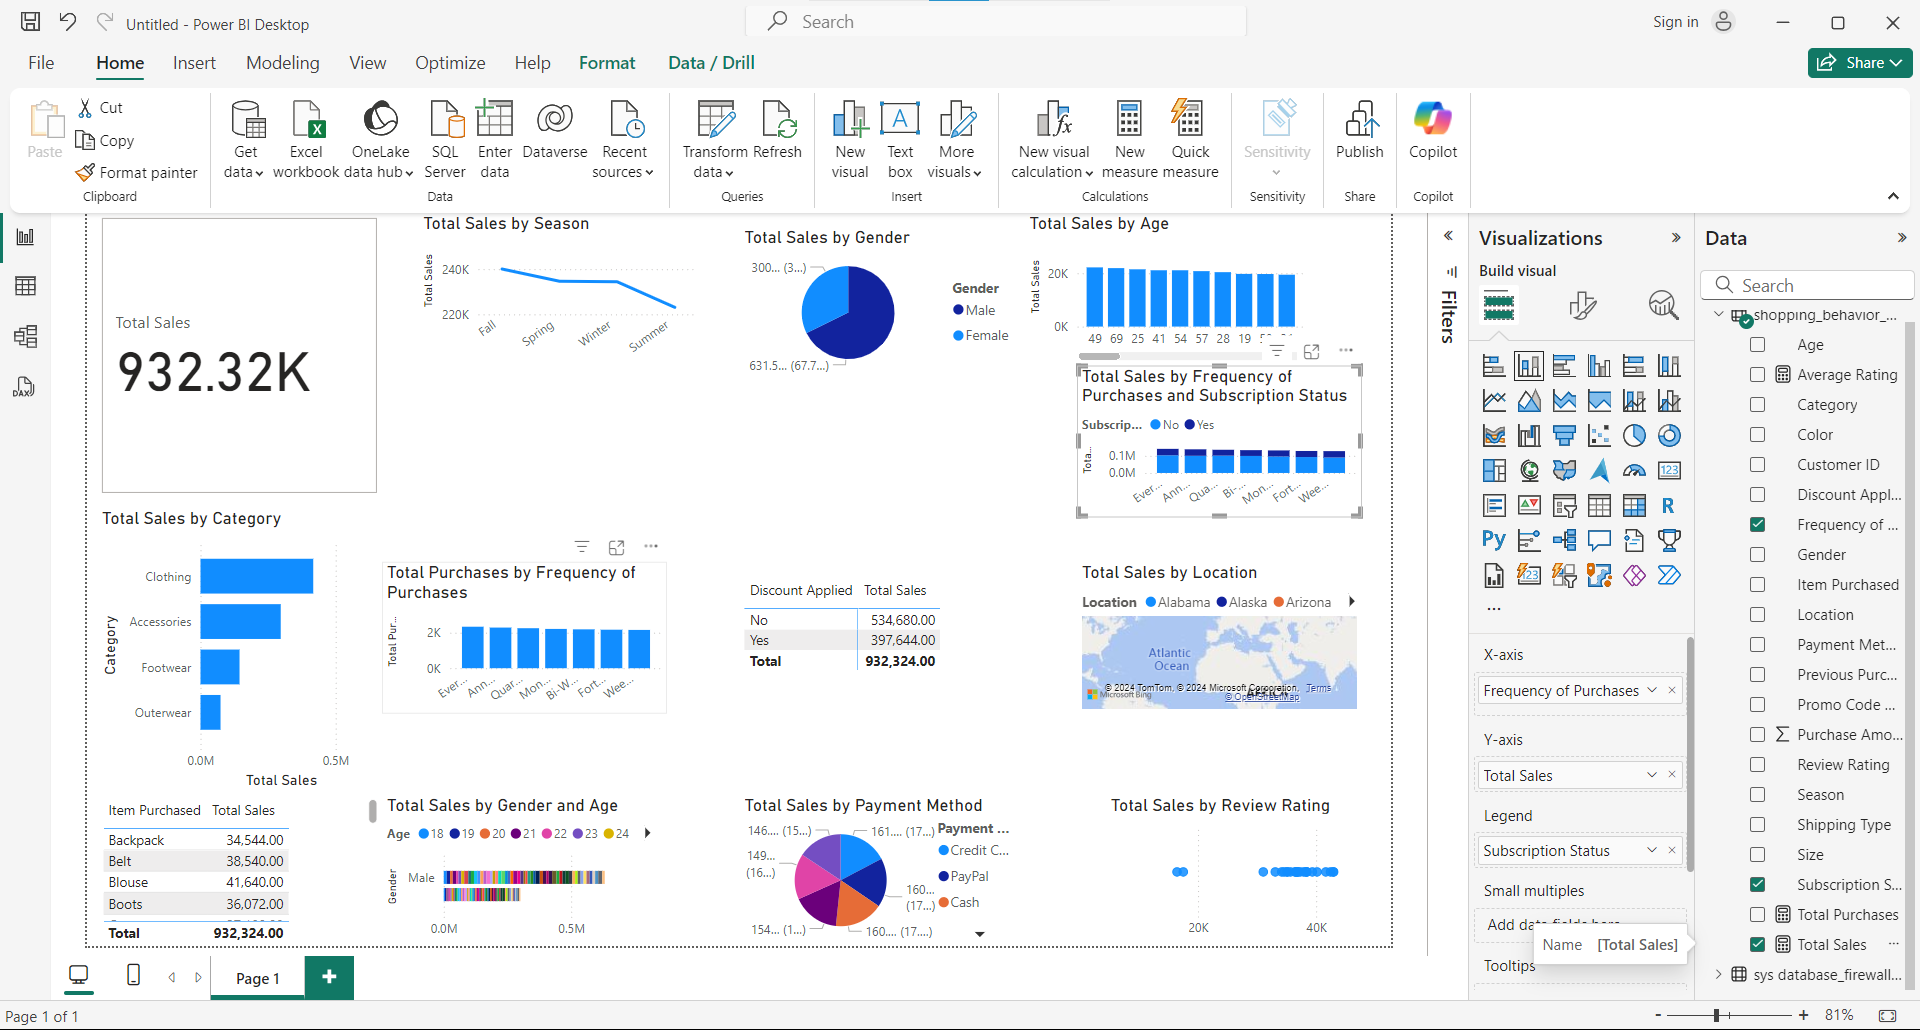 Untitled - Power BI Desktop
Search
Sign in
File
Home
Insert
Modeling
View
Optimize
Help
Format
Data / Drill
Share
Paste
Cut
Copy
Format painter
Clipboard
Get data
Excel workbook
OneLake data hub
SQL Server
Enter data
Dataverse
Recent sources
Data
Transform data
Refresh
Queries
New visual
Text box
More visuals
Insert
New visual calculation
New measure
Quick measure
Calculations
Sensitivity
Sensitivity
Publish
Share
Copilot
Copilot
Total Sales
932.32K
Total Sales by Season
Total Sales
240K
220K
Fall
Spring
Winter
Summer
Total Sales by Gender
300... (3...)
631.5... (67.7...)
Gender
Male
Female
Total Sales by Age
Total Sales
20K
0K
49 69 25 41 54 57 28 19
Total Sales by Frequency of
Purchases and Subscription Status
Subscrip...
No
Yes
Tota...
0.1M
0.0M
Ever...
Ann...
Qua...
Bi-...
Mon...
Fort...
Wee...
Total Sales by Category
Category
Clothing
Accessories
Footwear
Outerwear
0.0M
0.5M
Total Sales
Total Purchases by Frequency of
Purchases
Total Pur...
2K
0K
Ever...
Ann...
Quar...
Mon...
Bi-W...
Fort...
Wee...
Discount Applied Total Sales
No 534,680.00
Yes 397,644.00
Total 932,324.00
Total Sales by Location
Location
Alabama
Alaska
Arizona
Atlantic
Ocean
AFRICA
© 2024 TomTom, © 2024 Microsoft Corporation, Terms
Microsoft Bing
© OpenStreetMap
Item Purchased Total Sales
Backpack 34,544.00
Belt 38,540.00
Blouse 41,640.00
Boots 36,072.00
Total 932,324.00
Total Sales by Gender and Age
Age 18 19 20 21 22 23 24
Gender
Male
0.0M
0.5M
Total Sales by Payment Method
146... (15...)
161.... (17...)
149...
(16...)
160...
(17...)
154... (1...)
160.... (17....)
Payment ...
Credit C...
PayPal
Cash
Total Sales by Review Rating
20K
40K
Filters
Visualizations
Build visual
123
R
Py
123
X-axis
Frequency of Purchases
Y-axis
Total Sales
Legend
Subscription Status
Small multiples
Add data fields here
Tooltips
Name [Total Sales]
Data
Search
shopping_behavior_...
Age
Average Rating
Category
Color
Customer ID
Discount Appl...
Frequency of ...
Gender
Item Purchased
Location
Payment Met...
Previous Purc...
Promo Code ...
Purchase Amo...
Review Rating
Season
Shipping Type
Size
Subscription S...
Total Purchases
Total Sales
sys database_firewall...
DAX
Page 1
Page 1 of 1
81%